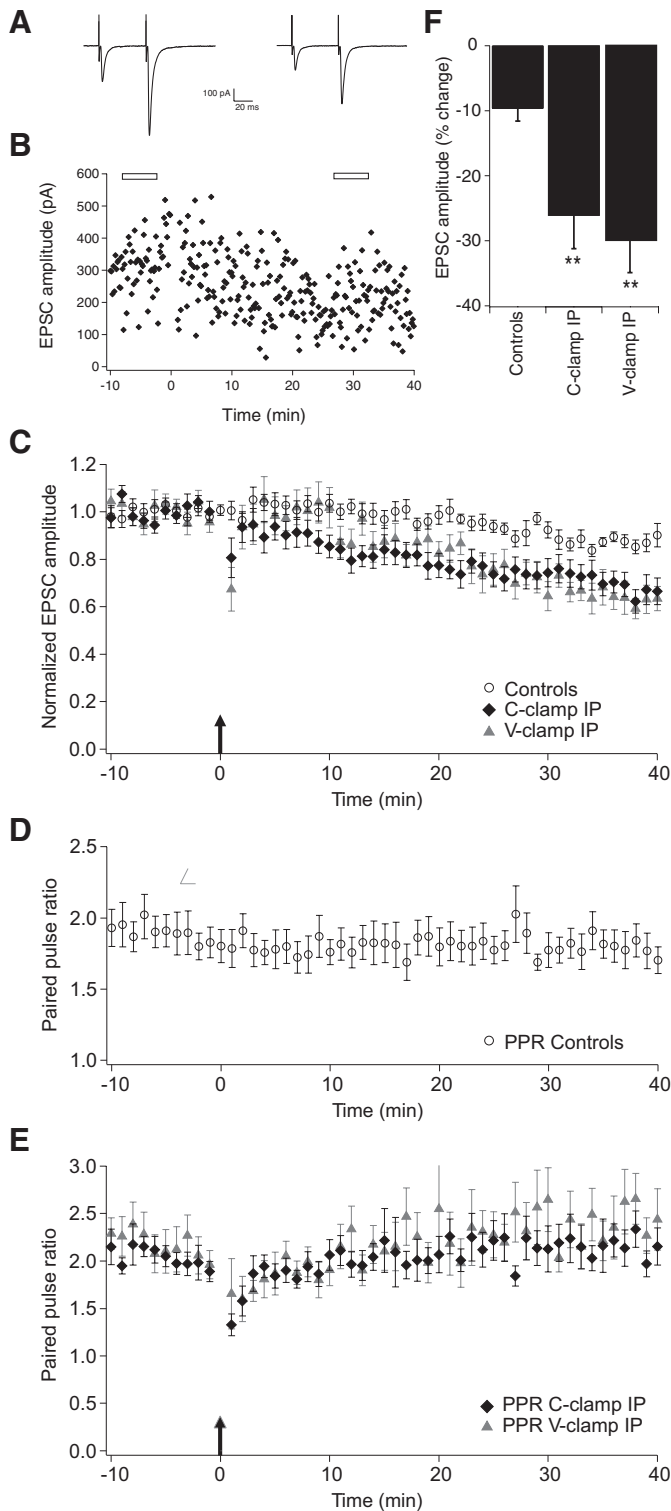 A
100 pA
20 ms
B
600
500
400
300
200
100
0
EPSC amplitude (pA)
-10 0 10 20 30 40
Time (min)
F
0
-10
-20
-30
-40
EPSC amplitude (% change)
**
**
Controls
C-clamp IP
V-clamp IP
C
1.2
1.0
0.8
0.6
0.4
0.2
0.0
Normalized EPSC amplitude
Controls
C-clamp IP
V-clamp IP
-10 0 10 20 30 40
Time (min)
D
2.5
2.0
1.5
1.0
Paired pulse ratio
PPR Controls
-10 0 10 20 30 40
Time (min)
E
3.0
2.5
2.0
1.5
1.0
0.5
0.0
Paired pulse ratio
PPR C-clamp IP
PPR V-clamp IP
-10 0 10 20 30 40
Time (min)